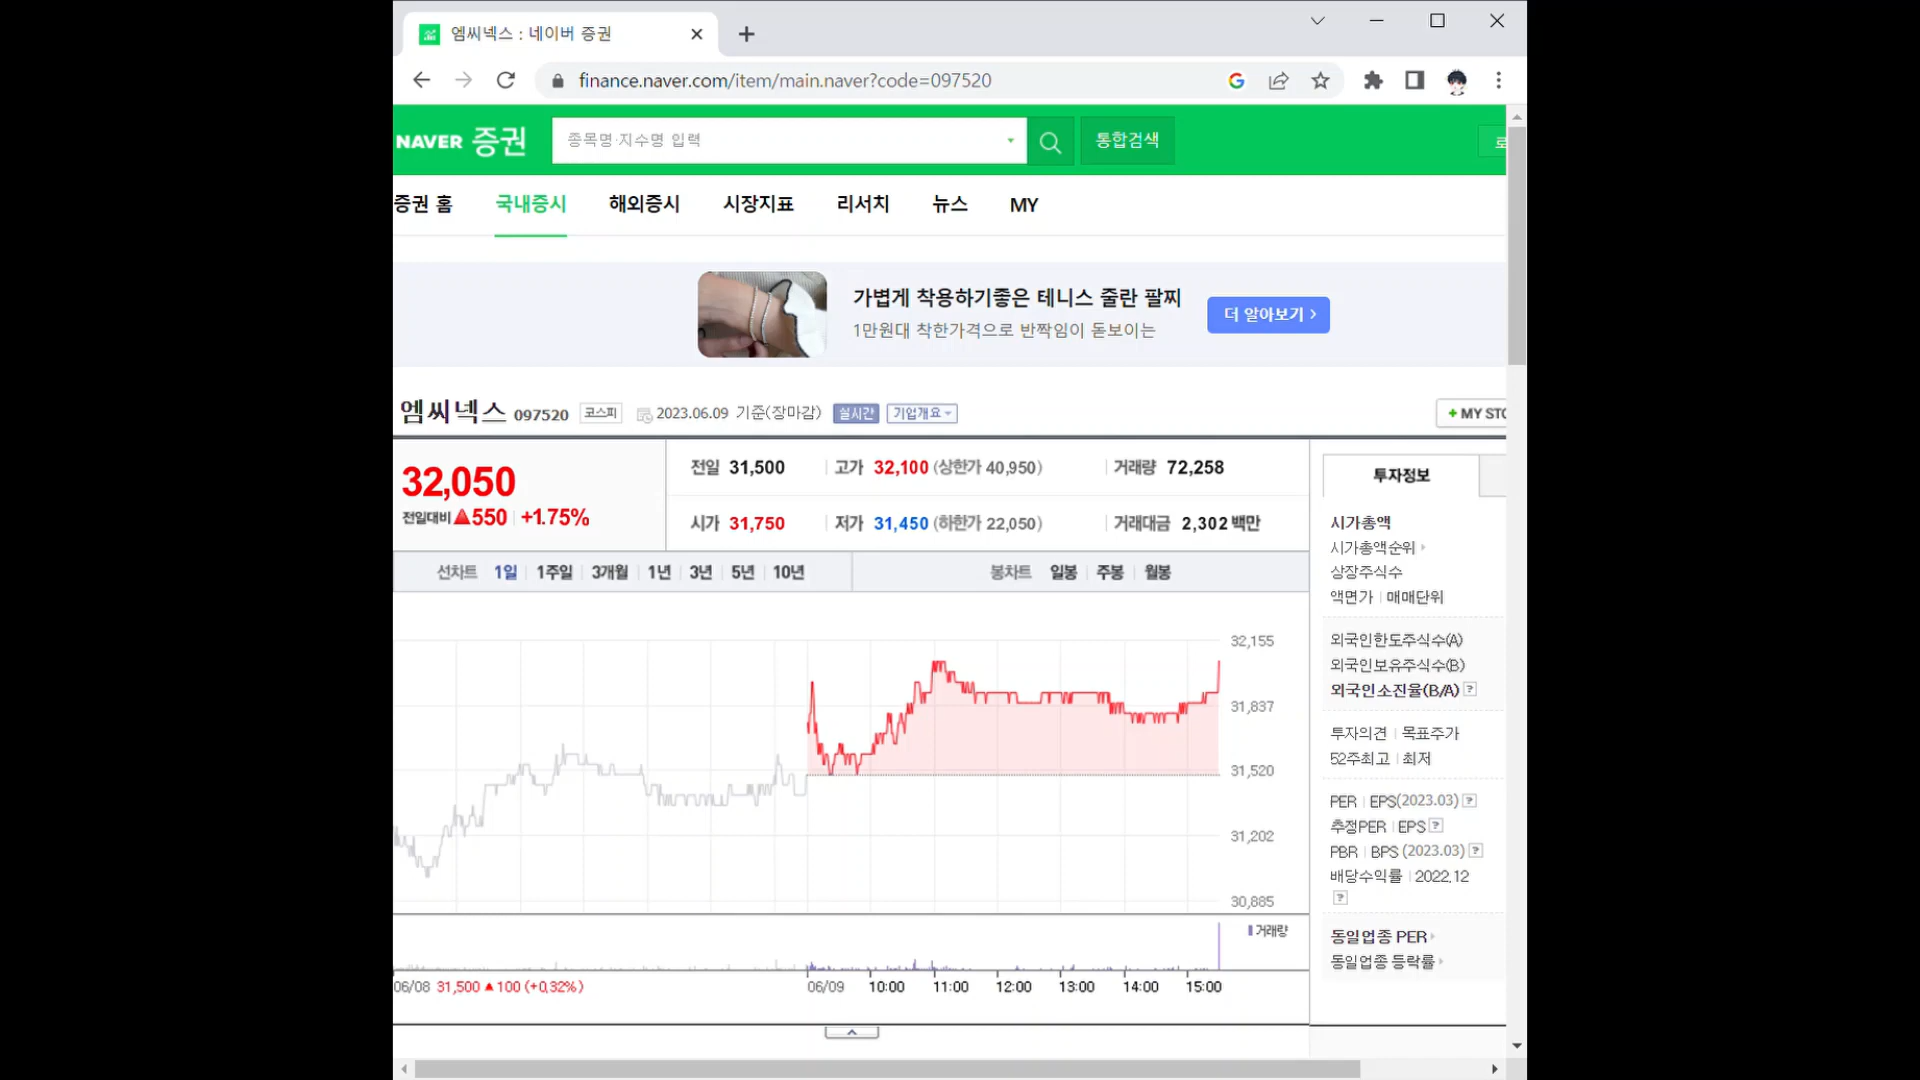 엠씨넥스 : 네이버 증권
finance.naver.com/item/main.naver?code=097520
NAVER 증권 종목명·지수명 입력 통합검색
증권 홈 국내증시 해외증시 시장지표 리서치 뉴스 MY
가볍게 착용하기좋은 테니스 줄란 팔찌
1만원대 착한가격으로 반짝임이 돋보이는
더 알아보기
엠씨넥스 097520 코스피 2023.06.09 기준(장마감) 실시간 기업개요 + MY STO
32,050
전일대비 ▲550 +1.75%
전일 31,500 고가 32,100 (상한가 40,950) 거래량 72,258
시가 31,750 저가 31,450 (하한가 22,050) 거래대금 2,302 백만
선차트 1일 1주일 3개월 1년 3년 5년 10년 봉차트 일봉 주봉 월봉
32,155
31,837
31,520
31,202
30,885
거래량
06/08 31,500 ▲100 (+0.32%) 06/09 10:00 11:00 12:00 13:00 14:00 15:00
투자정보
시가총액
시가총액순위
상장주식수
액면가 매매단위
외국인한도주식수(A)
외국인보유주식수(B)
외국인소진율(B/A) ?
투자의견 목표주가
52주최고 최저
PER EPS(2023.03) ?
추정PER EPS ?
PBR BPS (2023.03) ?
배당수익률 2022.12
?
동일업종 PER
동일업종 등락률